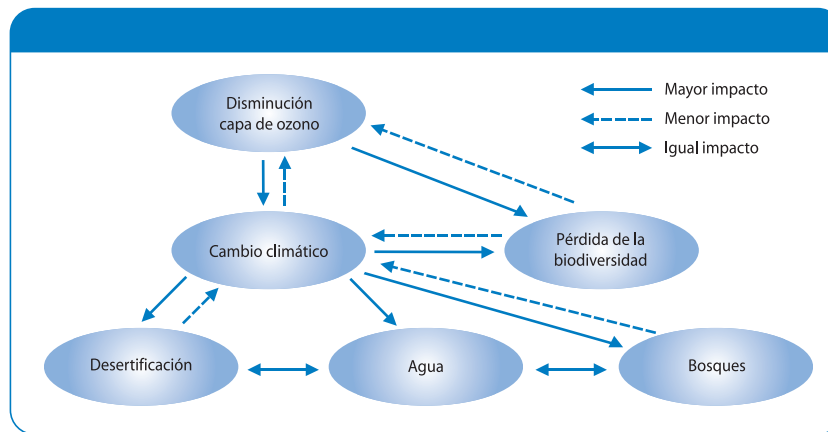 Disminución
capa de ozono
Mayor impacto
Menor impacto
Igual impacto
Cambio climático
Pérdida de la
biodiversidad
Desertificación
Agua
Bosques